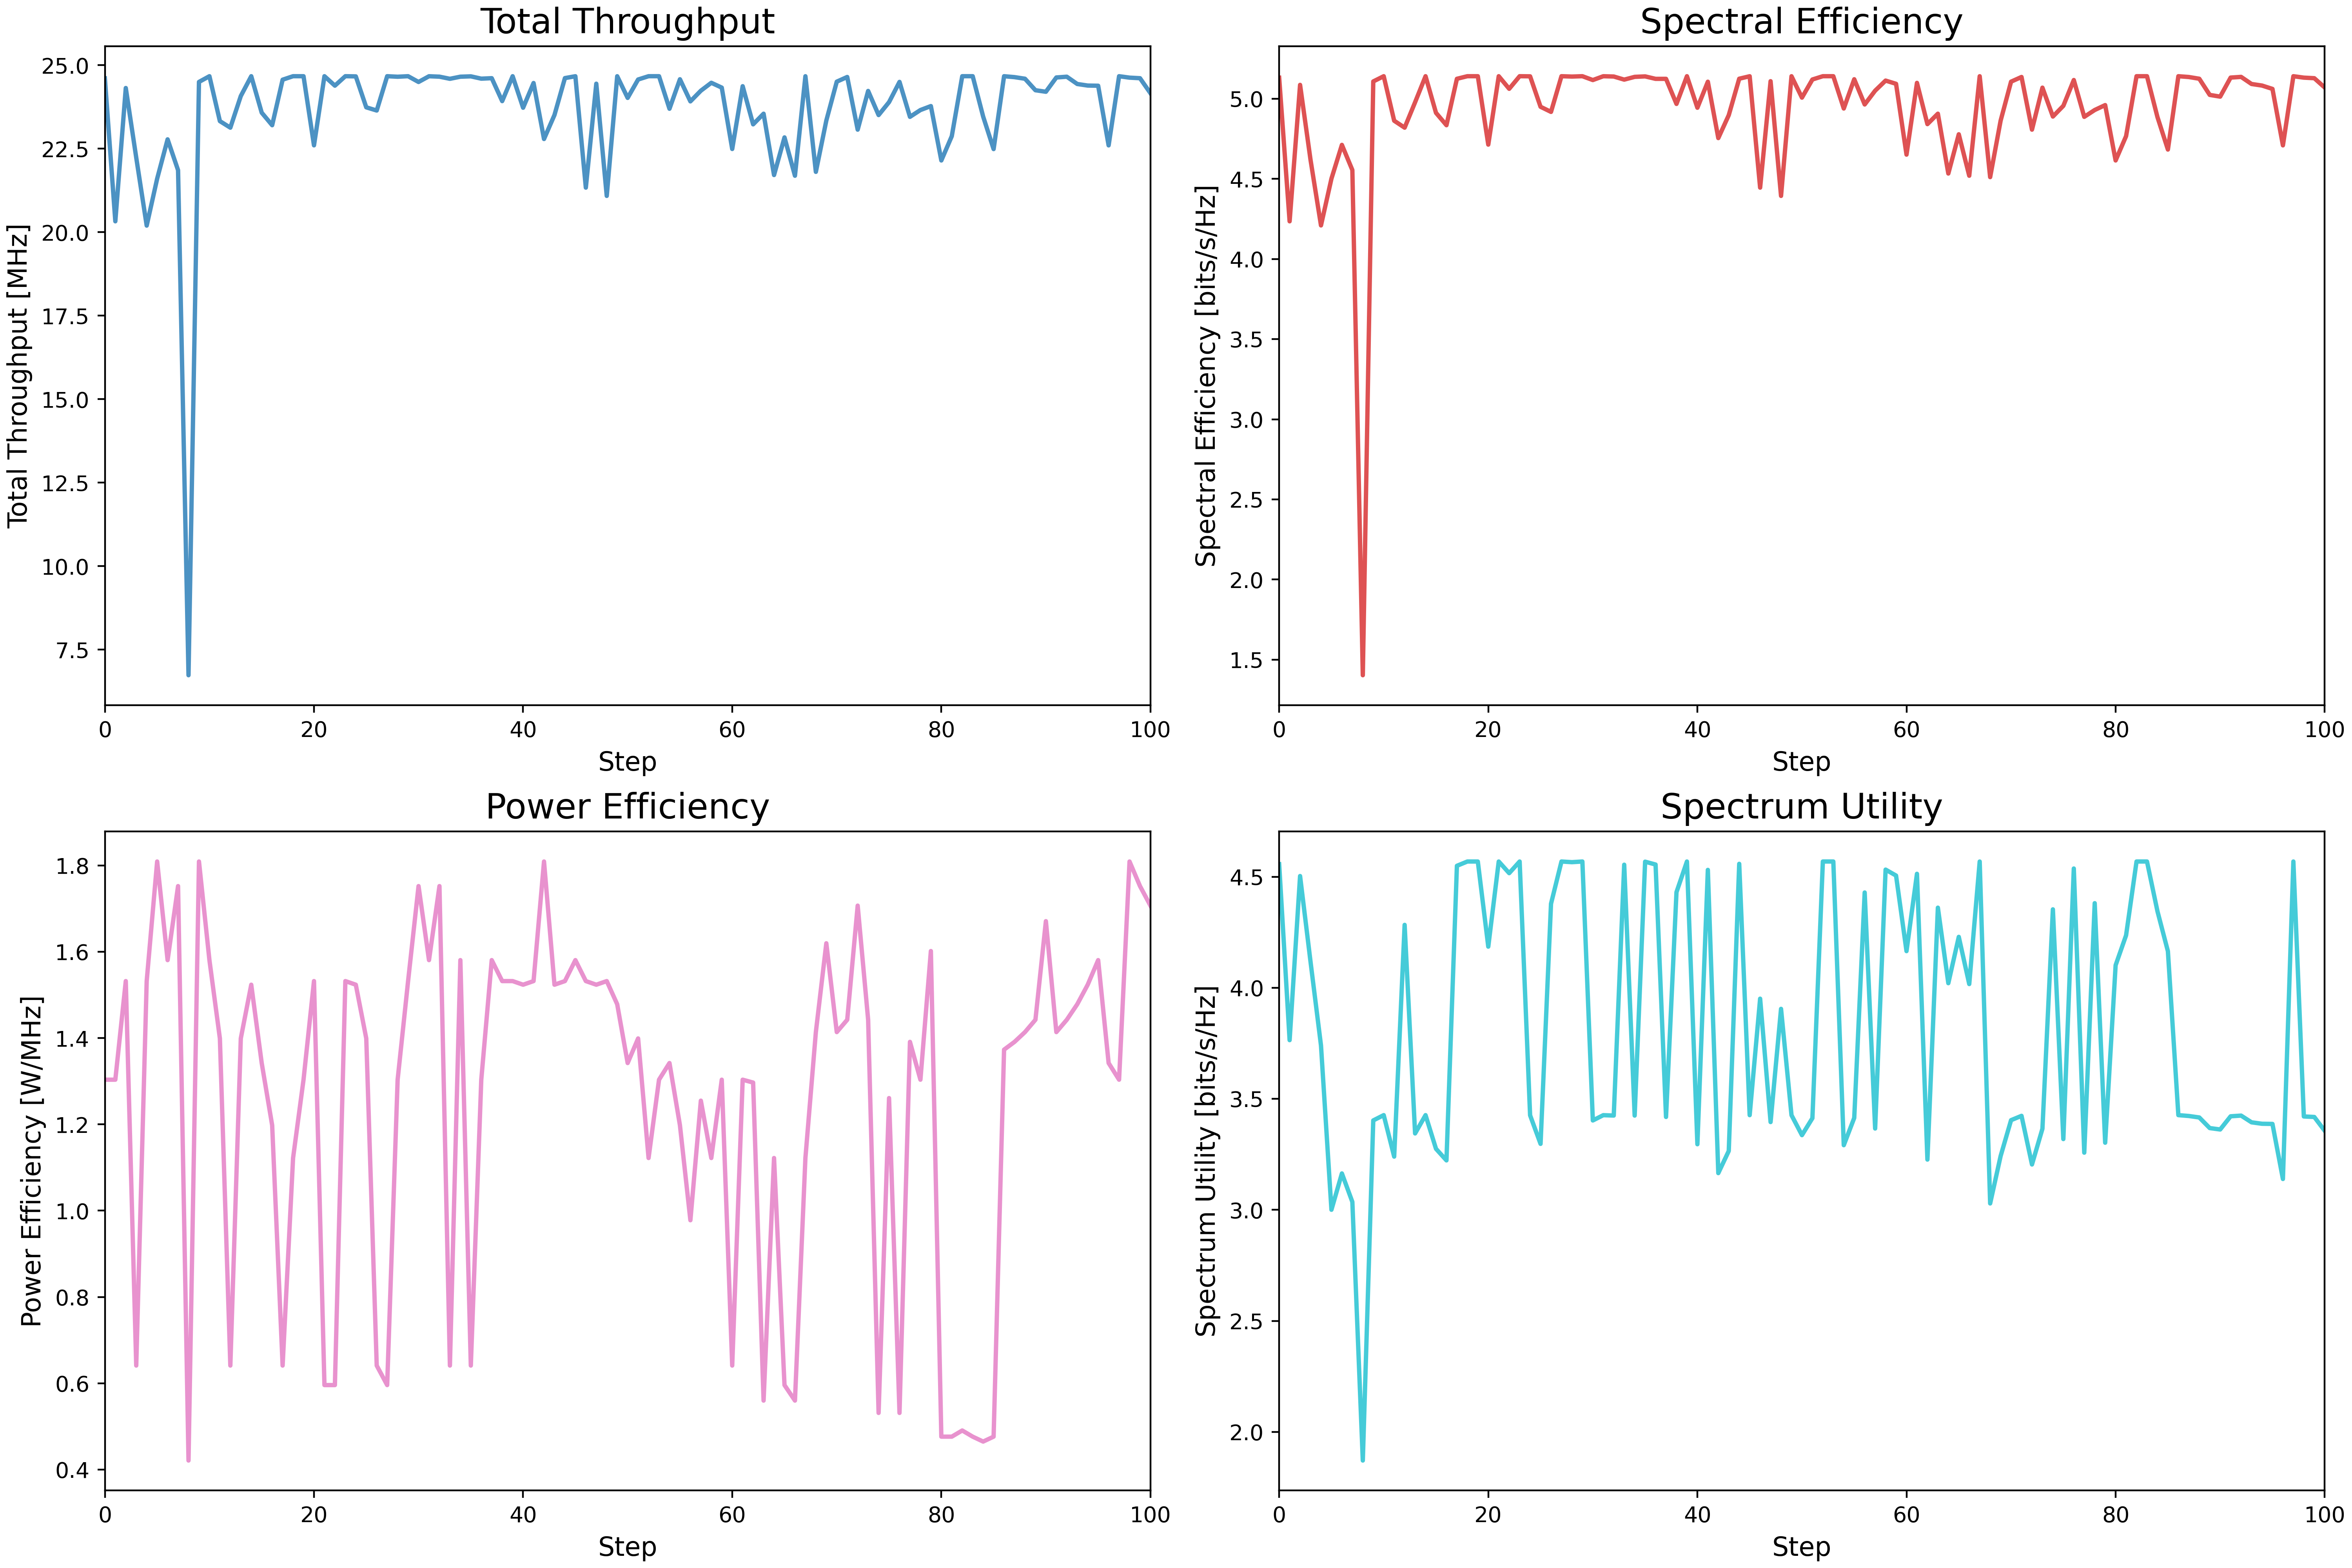 Total Throughput
Total Throughput [MHz]
25.0
22.5
20.0
17.5
15.0
12.5
10.0
7.5
0 20 40 60 80 100
Step
Spectral Efficiency
Spectral Efficiency [bits/s/Hz]
5.0
4.5
4.0
3.5
3.0
2.5
2.0
1.5
0 20 40 60 80 100
Step
Power Efficiency
Power Efficiency [W/MHz]
1.8
1.6
1.4
1.2
1.0
0.8
0.6
0.4
0 20 40 60 80 100
Step
Spectrum Utility
Spectrum Utility [bits/s/Hz]
4.5
4.0
3.5
3.0
2.5
2.0
0 20 40 60 80 100
Step